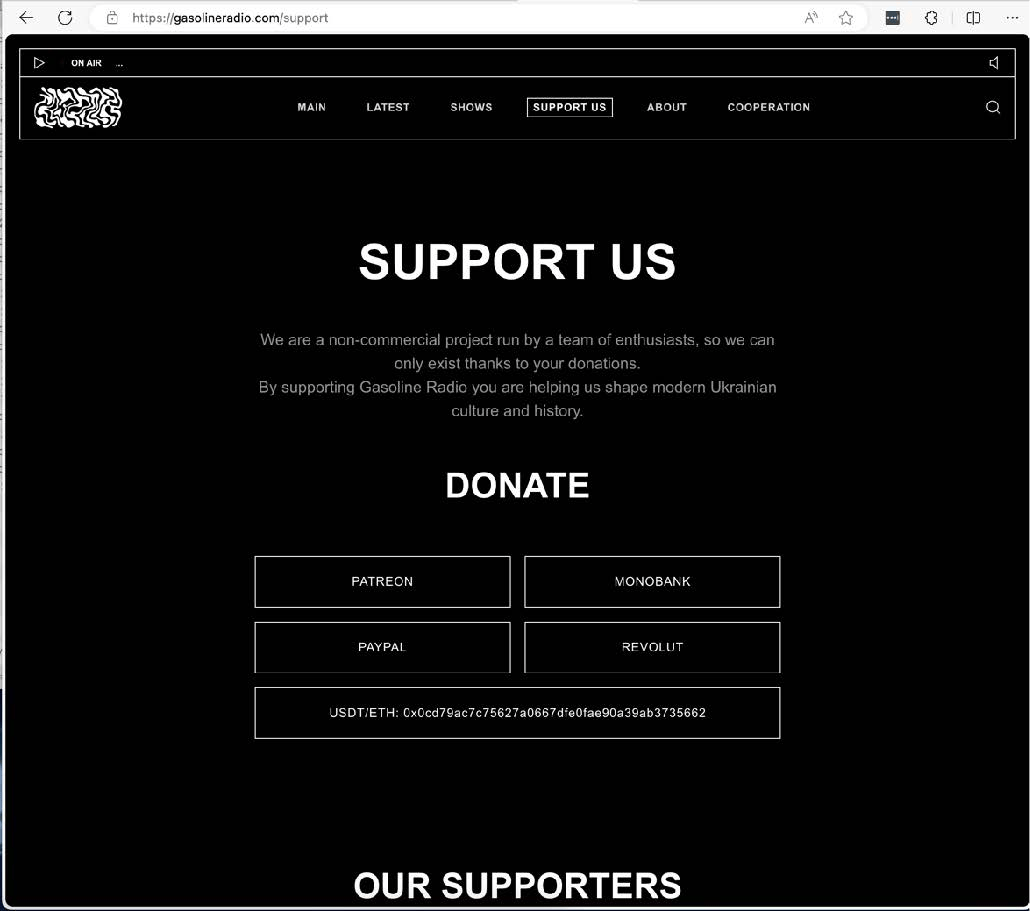 https://gasolineradio.com/support
ON AIR ...
MAIN LATEST SHOWS SUPPORT US ABOUT COOPERATION
SUPPORT US
We are a non-commercial project run by a team of enthusiasts, so we can
only exist thanks to your donations.
By supporting Gasoline Radio you are helping us shape modern Ukrainian
culture and history.
DONATE
PATREON MONOBANK
PAYPAL REVOLUT
USDT/ETH: 0x0cd79ac7c75627a0667dfe0fae90a39ab3735662
OUR SUPPORTERS